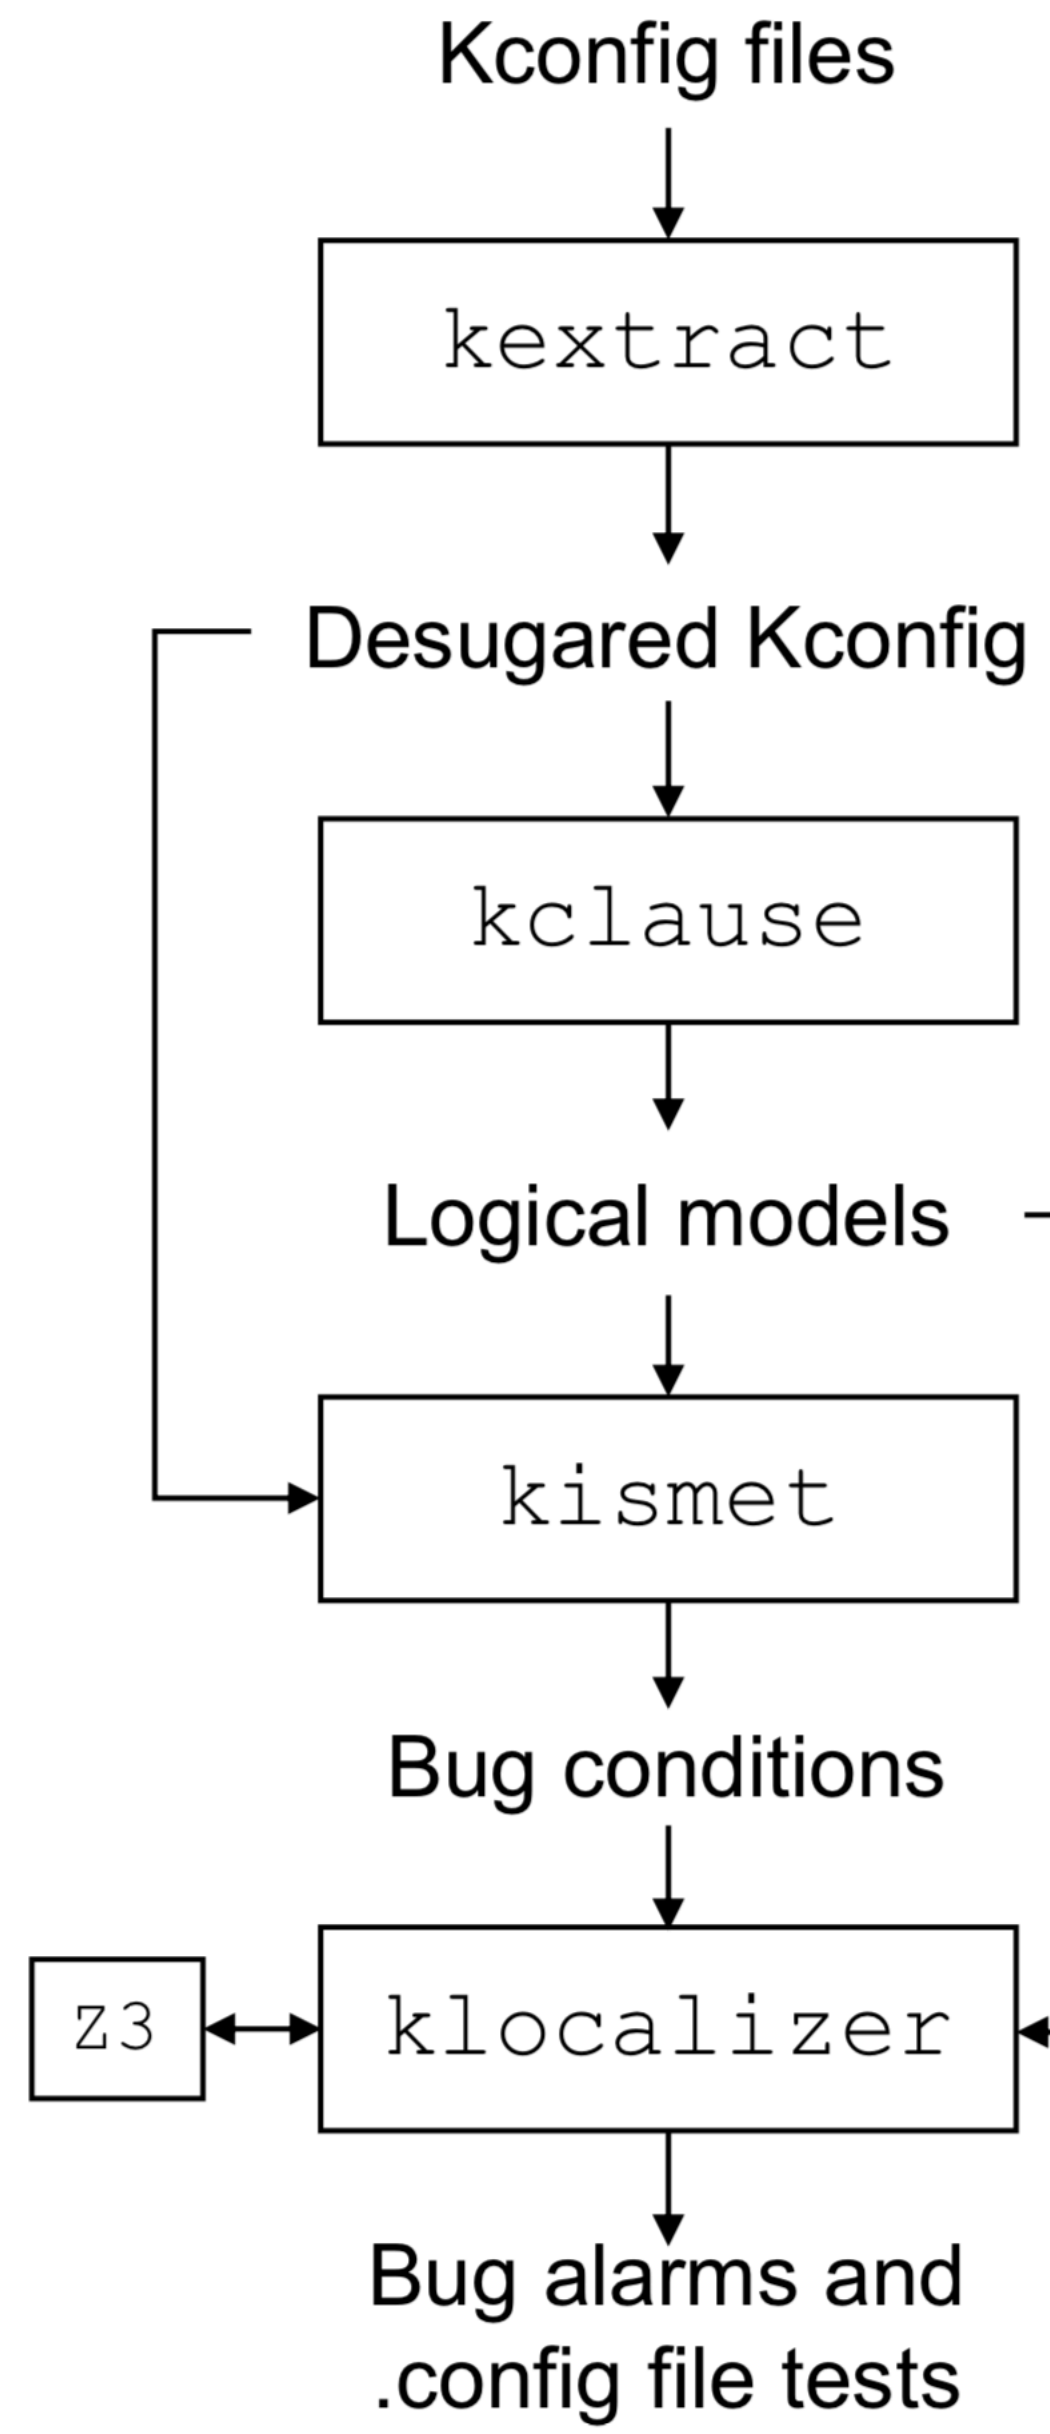 Kconfig files
kextract
Desugared Kconfig
kclause
Logical models
kismet
Bug conditions
z3
klocalizer
Bug alarms and
.config file tests